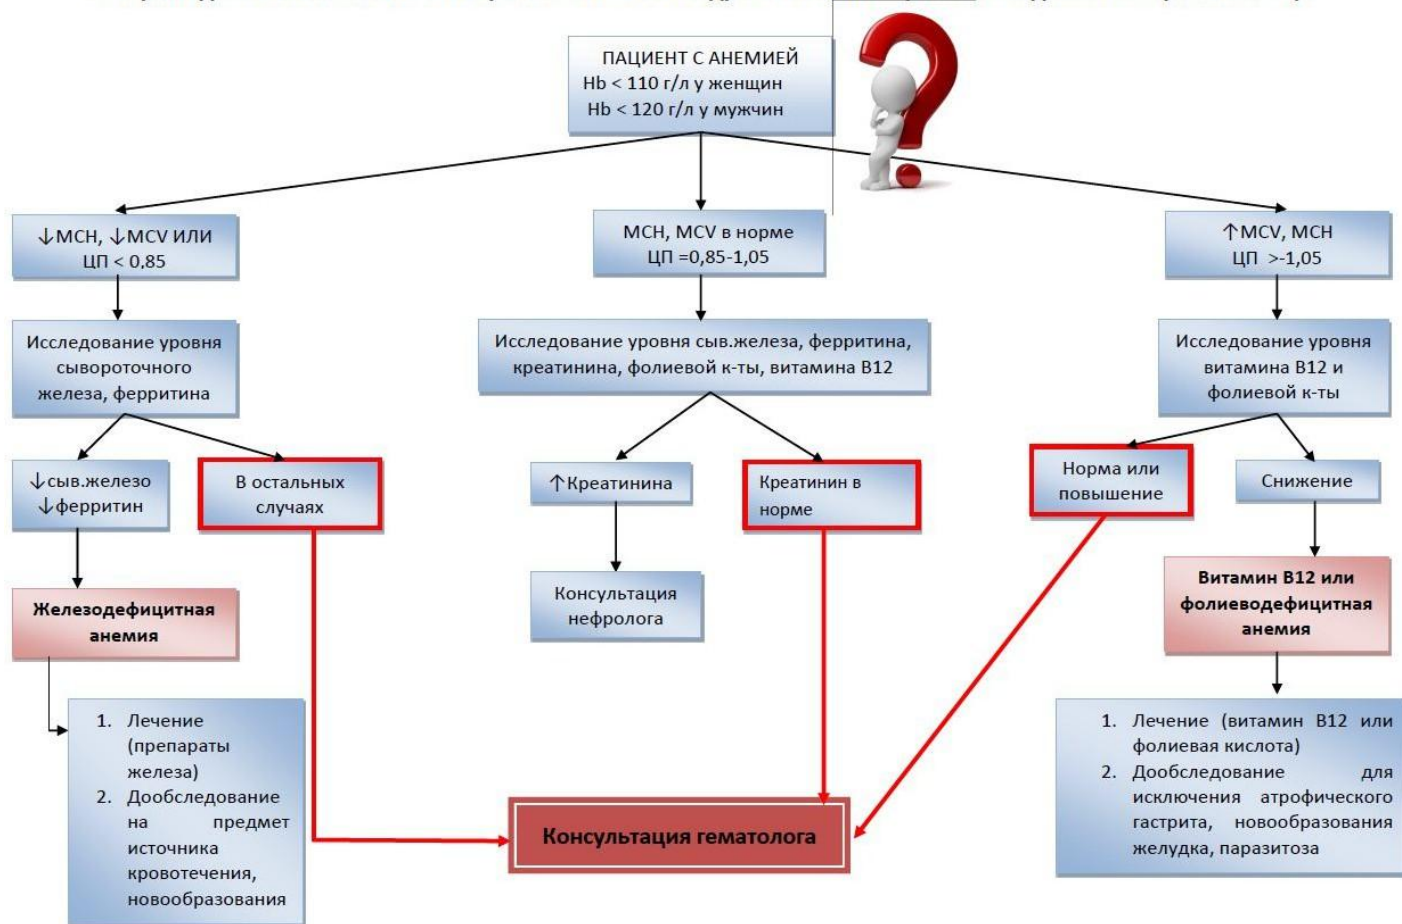 ПАЦИЕНТ С АНЕМИЕЙ
Hb < 110 г/л у женщин
Hb < 120 г/л у мужчин
↓MCH, ↓MCV ИЛИ
ЦП < 0,85
MCH, MCV в норме
ЦП =0,85-1,05
↑MCV, MCH
ЦП >-1,05
Исследование уровня
сывороточного
железа, ферритина
Исследование уровня сыв.железа, ферритина,
креатинина, фолиевой к-ты, витамина В12
Исследование уровня
витамина В12 и
фолиевой к-ты
↓сыв.железо
↓ферритин
В остальных
случаях
↑Креатинина
Креатинин в
норме
Норма или
повышение
Снижение
Железодефицитная
анемия
Консультация
нефролога
Витамин В12 или
фолиеводефицитная
анемия
1. Лечение
(препараты
железа)
2. Дообследование
на предмет
источника
кровотечения,
новообразования
Консультация гематолога
1. Лечение (витамин В12 или
фолиевая кислота)
2. Дообследование для
исключения атрофического
гастрита, новообразования
желудка, паразитоза